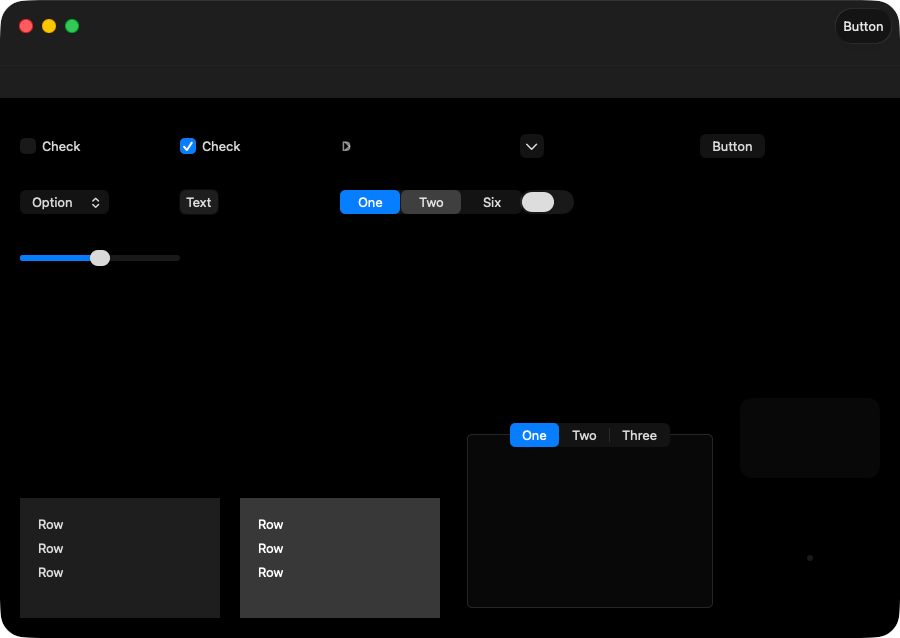 Button
Check
Check
Button
Option
Text
One
Two
Six
One
Two
Three
Row
Row
Row
Row
Row
Row